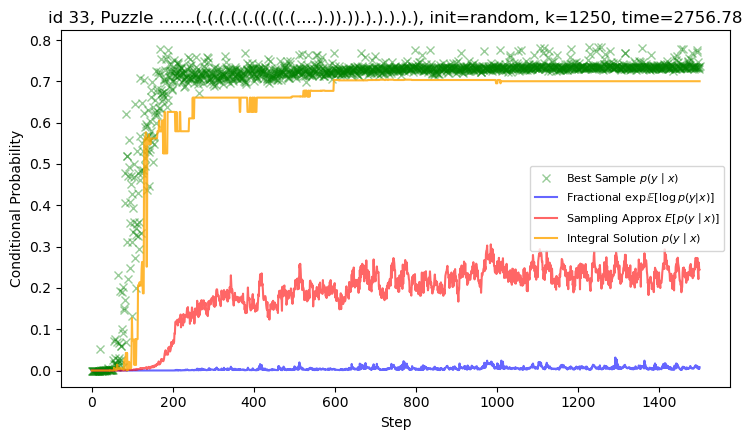 id 33, Puzzle .......(.(.(.(.(.((.((.(....).)).)).).).).).), init=random, k=1250, time=2756.78
0.8
0.7
0.6
0.5
0.4
0.3
0.2
0.1
0.0
Conditional Probability
Best Sample p(y | x)
Fractional exp𝔼[log p(y|x)]
Sampling Approx E[p(y | x)]
Integral Solution p(y | x)
0 200 400 600 800 1000 1200 1400
Step